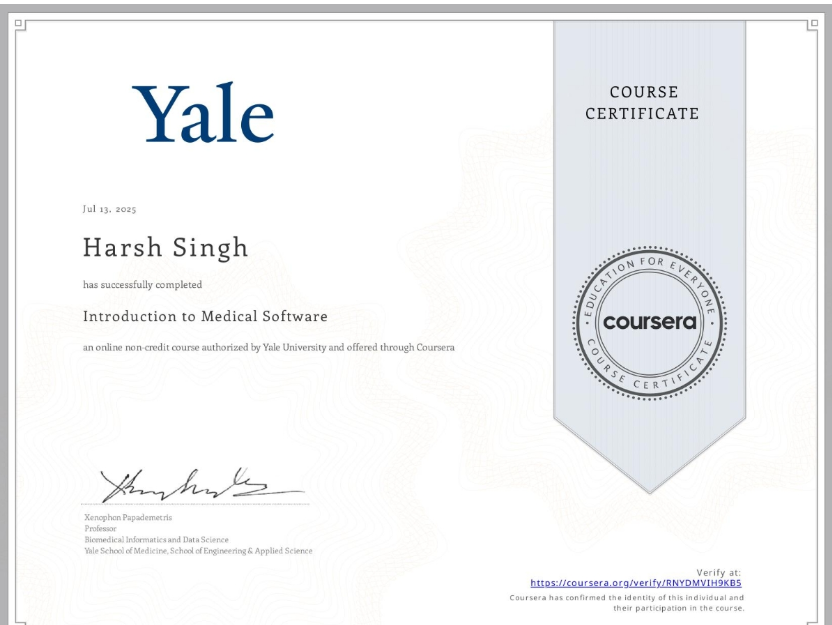 Yale
COURSE
CERTIFICATE
Jul 13, 2025
Harsh Singh
has successfully completed
Introduction to Medical Software
an online non-credit course authorized by Yale University and offered through Coursera
EDUCATION FOR EVERYONE
coursera
COURSE CERTIFICATE
Xenophon Papademetris
Professor
Biomedical Informatics and Data Science
Yale School of Medicine, School of Engineering & Applied Science
Verify at:
https://coursera.org/verify/RNYDMVIH9KB5
Coursera has confirmed the identity of this individual and
their participation in the course.